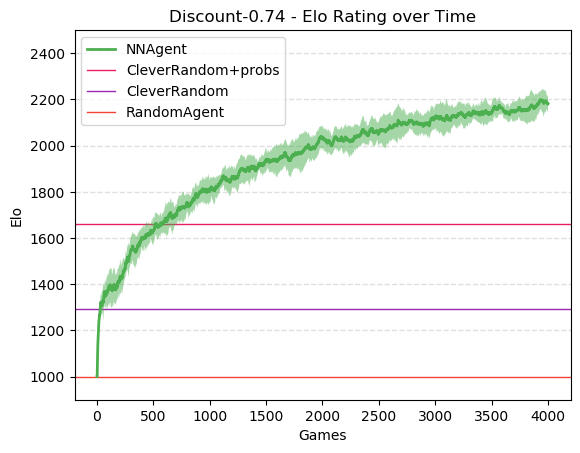 Discount-0.74 - Elo Rating over Time
NNAgent
CleverRandom+probs
CleverRandom
RandomAgent
Elo
2400
2200
2000
1800
1600
1400
1200
1000
0 500 1000 1500 2000 2500 3000 3500 4000
Games